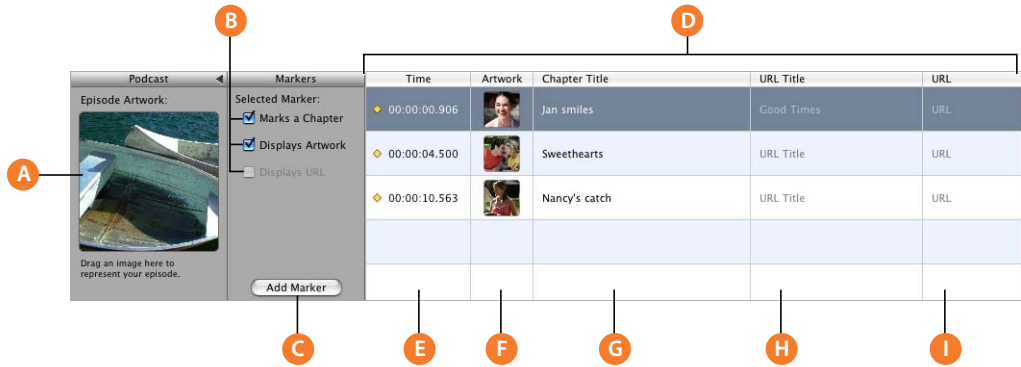 B
D
Podcast
Markers
Time
Artwork
Chapter Title
URL Title
URL
Episode Artwork:
Selected Marker:
Marks a Chapter
Displays Artwork
Displays URL
00:00:00.906
Jan smiles
Good Times
URL
00:00:04.500
Sweethearts
URL Title
URL
A
00:00:10.563
Nancy's catch
URL Title
URL
Drag an image here to
represent your episode.
Add Marker
C
E
F
G
H
I